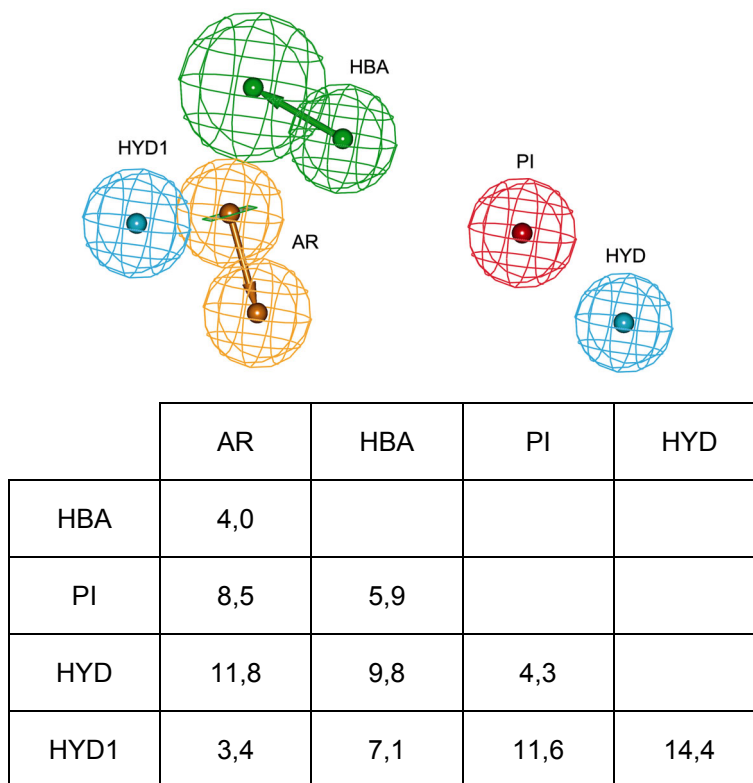 HBA
HYD1
PI
AR
HYD
AR HBA PI HYD
HBA 4,0
PI 8,5 5,9
HYD 11,8 9,8 4,3
HYD1 3,4 7,1 11,6 14,4